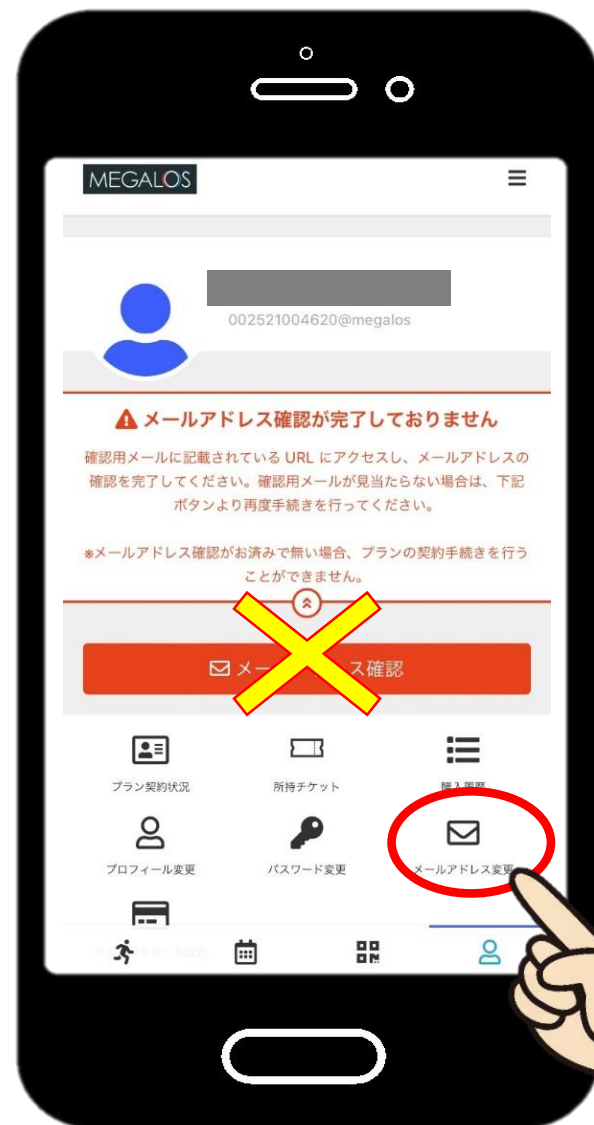 MEGALOS
002521004620@megalos
メールアドレス確認が完了しておりません
確認用メールに記載されている URL にアクセスし、メールアドレスの
確認を完了してください。確認用メールが見当たらない場合は、下記
ボタンより再度手続きを行ってください。
※メールアドレス確認がお済みで無い場合、プランの契約手続きを行う
ことができません。
メー ス確認
プラン契約状況
所持チケット
購入履歴
プロフィール変更
パスワード変更
メールアドレス変更